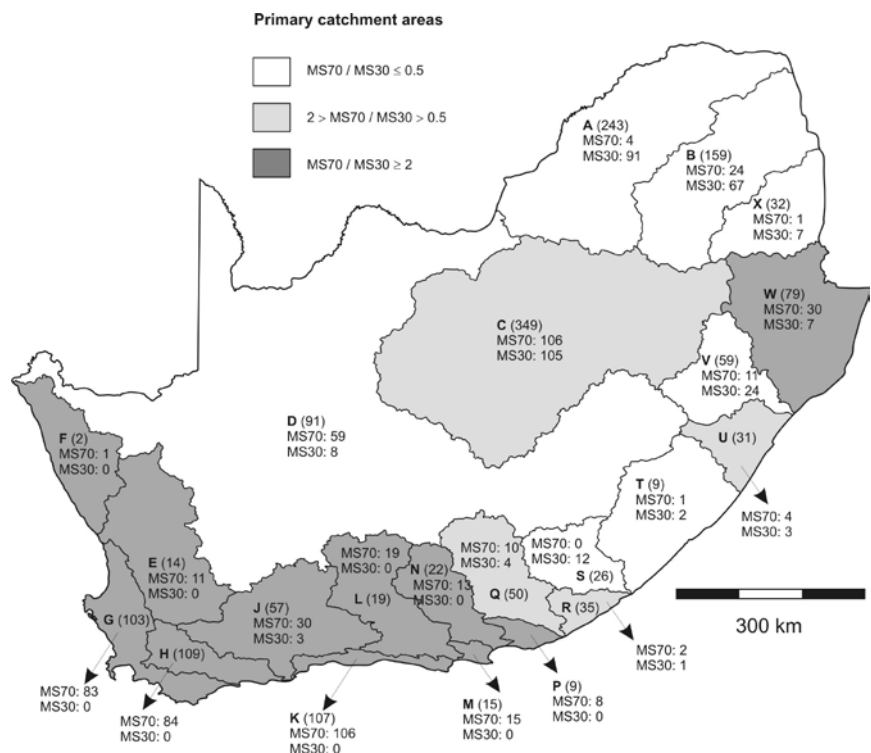 Primary catchment areas
MS70 / MS30 ≤ 0.5
2 > MS70 / MS30 > 0.5
MS70 / MS30 ≥ 2
A (243)
MS70: 4
MS30: 91
B (159)
MS70: 24
MS30: 67
X (32)
MS70: 1
MS30: 7
W (79)
MS70: 30
MS30: 7
C (349)
MS70: 106
MS30: 105
V (59)
MS70: 11
MS30: 24
D (91)
MS70: 59
MS30: 8
F (2)
MS70: 1
MS30: 0
U (31)
MS70: 4
MS30: 3
T (9)
MS70: 1
MS30: 2
MS70: 0
MS30: 12
S (26)
MS70: 10
MS30: 4
Q (50)
R (35)
MS70: 2
MS30: 1
MS70: 19
MS30: 0
L (19)
N (22)
MS70: 13
MS30: 0
E (14)
MS70: 11
MS30: 0
J (57)
MS70: 30
MS30: 3
G (103)
MS70: 83
MS30: 0
H (109)
MS70: 84
MS30: 0
K (107)
MS70: 106
MS30: 0
M (15)
MS70: 15
MS30: 0
P (9)
MS70: 8
MS30: 0
300 km